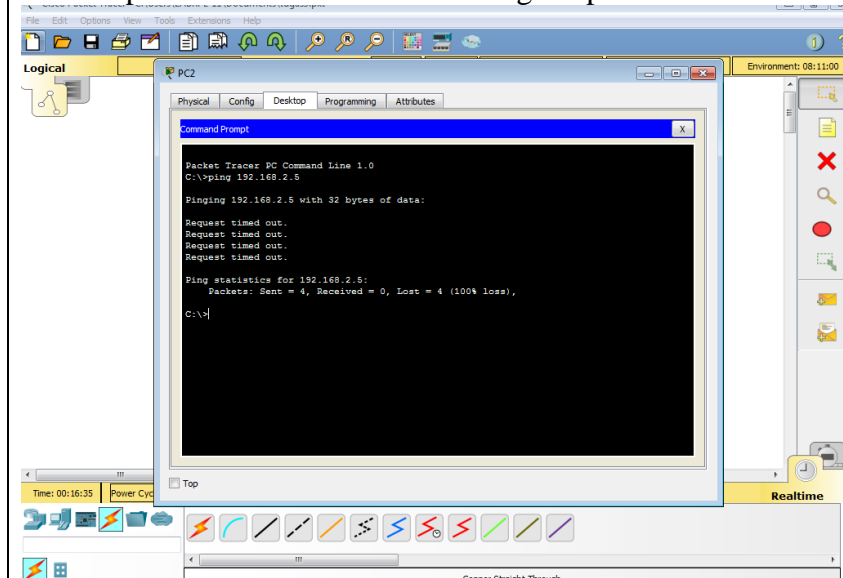 File Edit Options View Tools Extensions Help
Logical
Environment: 08:11:00
PC2
Physical Config Desktop Programming Attributes
Command Prompt
X
Packet Tracer PC Command Line 1.0
C:\>ping 192.168.2.5
Pinging 192.168.2.5 with 32 bytes of data:
Request timed out.
Request timed out.
Request timed out.
Request timed out.
Ping statistics for 192.168.2.5:
Packets: Sent = 4, Received = 0, Lost = 4 (100% loss),
C:\>
Top
Time: 00:16:35 Power Cyc
Realtime